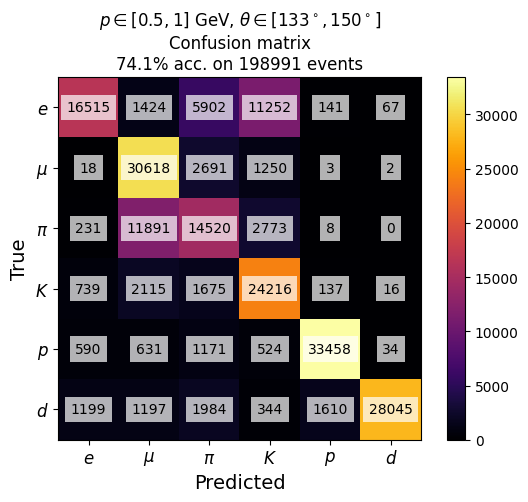 p ∈ [0.5, 1] GeV, θ ∈ [133°, 150°]
Confusion matrix
74.1% acc. on 198991 events
True
e 16515 1424 5902 11252 141 67
μ 18 30618 2691 1250 3 2
π 231 11891 14520 2773 8 0
K 739 2115 1675 24216 137 16
p 590 631 1171 524 33458 34
d 1199 1197 1984 344 1610 28045
e μ π K p d
Predicted
30000
25000
20000
15000
10000
5000
0